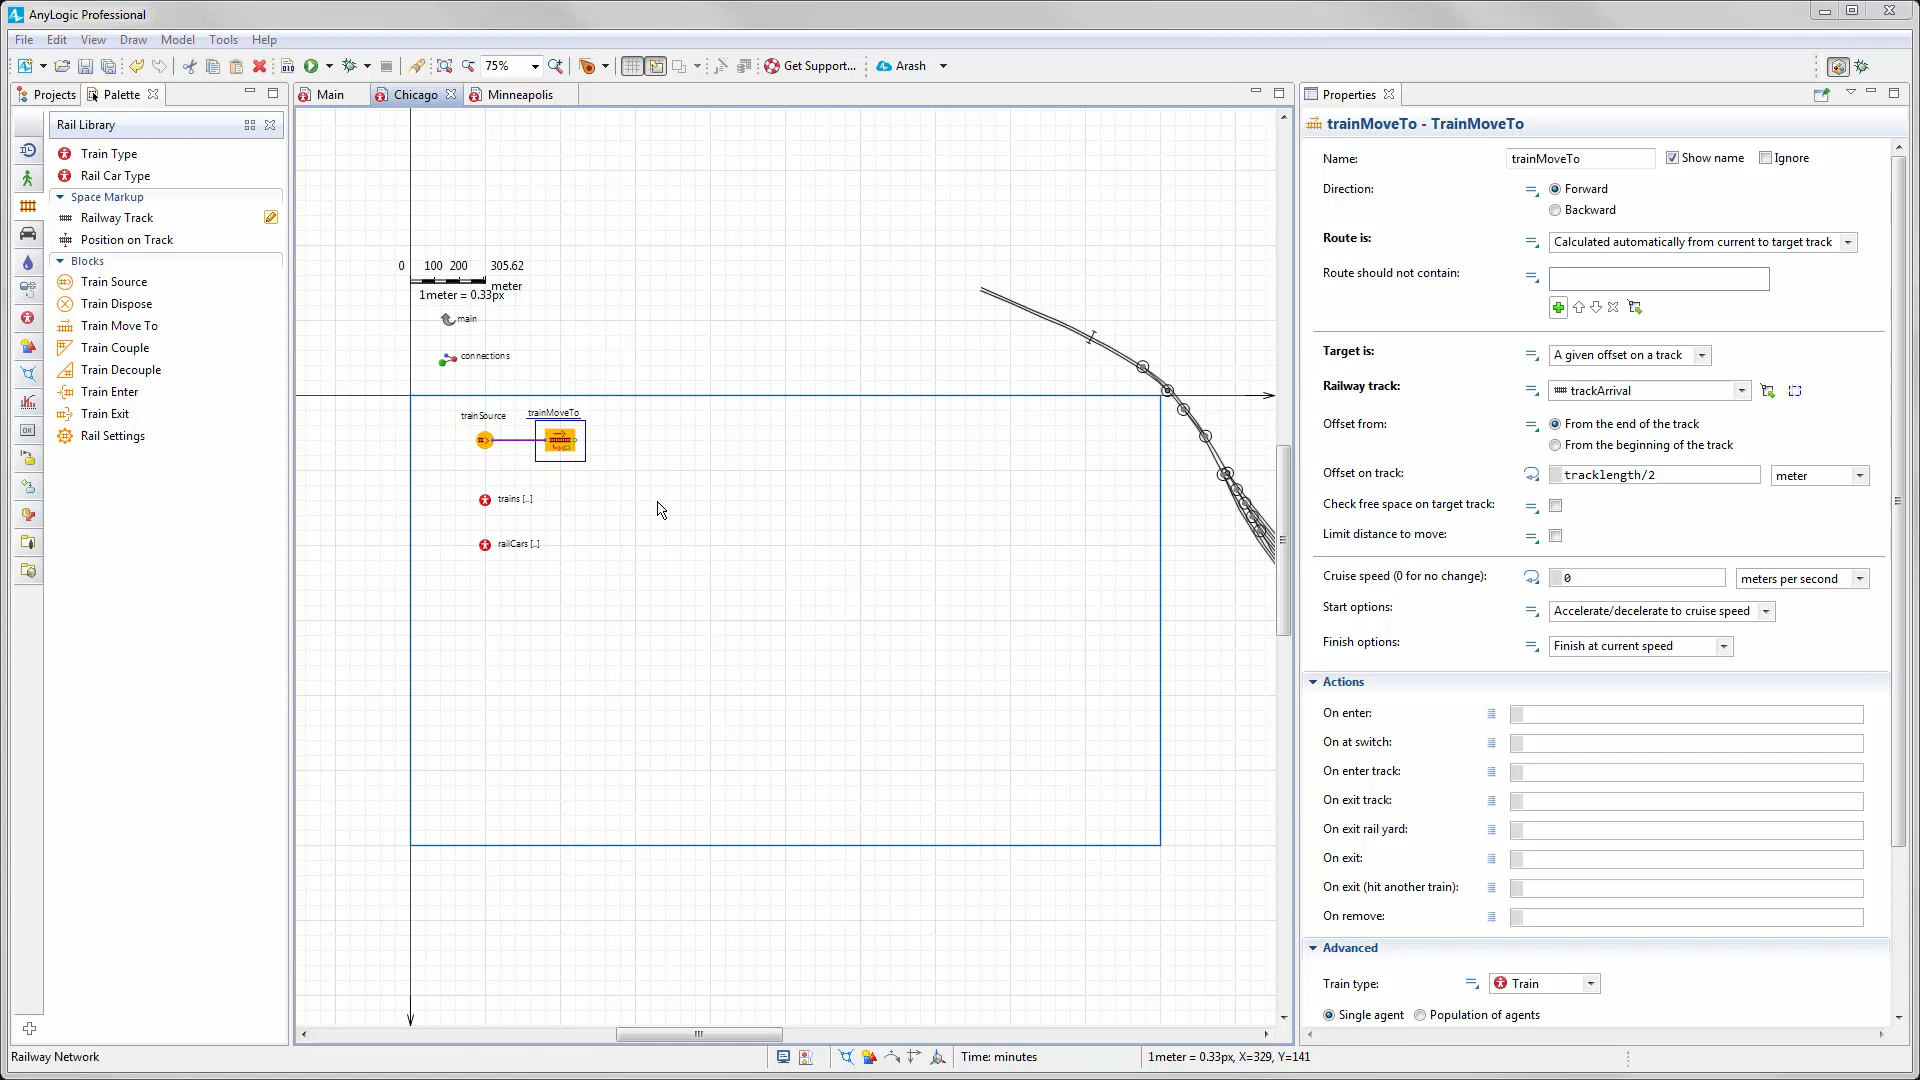 AnyLogic Professional
File Edit View Draw Model Tools Help
75% Get Support... Arash
Projects Palette
Main Chicago Minneapolis
Properties
Rail Library
Train Type
Rail Car Type
Space Markup
Railway Track
Position on Track
Blocks
Train Source
Train Dispose
Train Move To
Train Couple
Train Decouple
Train Enter
Train Exit
Rail Settings
0 100 200 305.62
meter
1meter = 0.33px
main
connections
trainSource trainMoveTo
trains [..]
railCars [..]
trainMoveTo - TrainMoveTo
Name: trainMoveTo Show name Ignore
Direction: Forward
Backward
Route is: Calculated automatically from current to target track
Route should not contain:
Target is: A given offset on a track
Railway track: trackArrival
Offset from: From the end of the track
From the beginning of the track
Offset on track: tracklength/2 meter
Check free space on target track:
Limit distance to move:
Cruise speed (0 for no change): 0 meters per second
Start options: Accelerate/decelerate to cruise speed
Finish options: Finish at current speed
Actions
On enter:
On at switch:
On enter track:
On exit track:
On exit rail yard:
On exit:
On exit (hit another train):
On remove:
Advanced
Train type: Train
Single agent Population of agents
Railway Network Time: minutes 1meter = 0.33px, X=329, Y=141